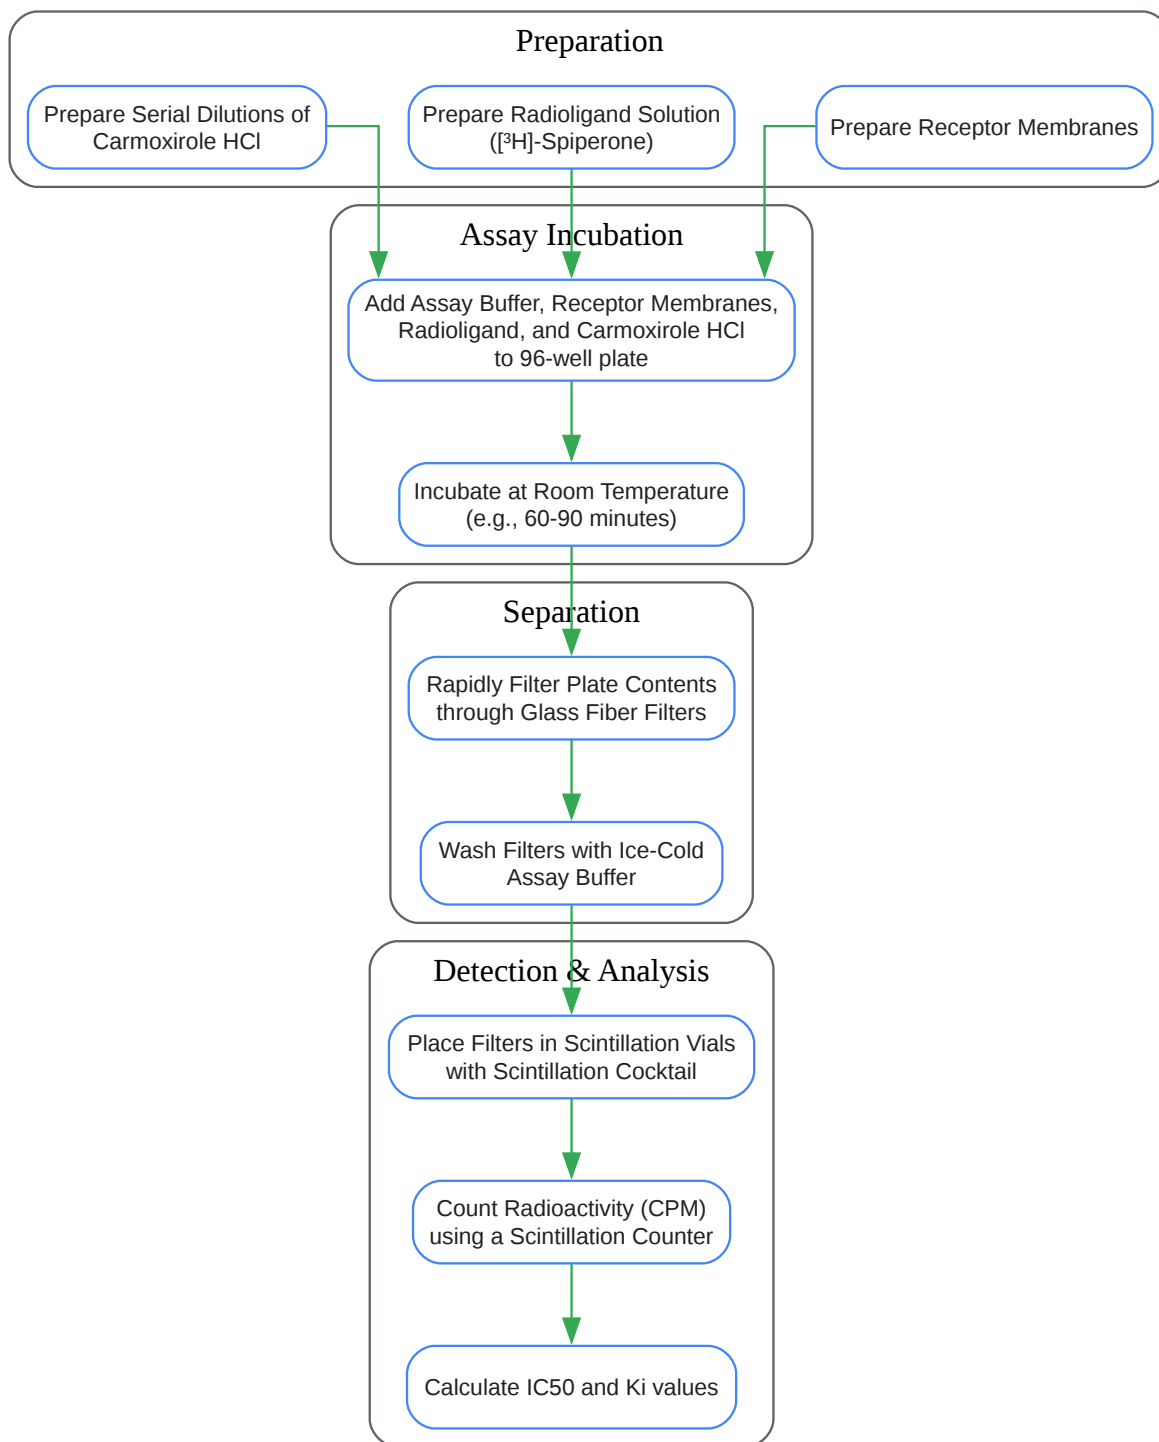 Preparation
Prepare Serial Dilutions of
Carmoxirole HCl
Prepare Radioligand Solution
([³H]-Spiperone)
Prepare Receptor Membranes
Assay Incubation
Add Assay Buffer, Receptor Membranes,
Radioligand, and Carmoxirole HCl
to 96-well plate
Incubate at Room Temperature
(e.g., 60-90 minutes)
Separation
Rapidly Filter Plate Contents
through Glass Fiber Filters
Wash Filters with Ice-Cold
Assay Buffer
Detection & Analysis
Place Filters in Scintillation Vials
with Scintillation Cocktail
Count Radioactivity (CPM)
using a Scintillation Counter
Calculate IC50 and Ki values